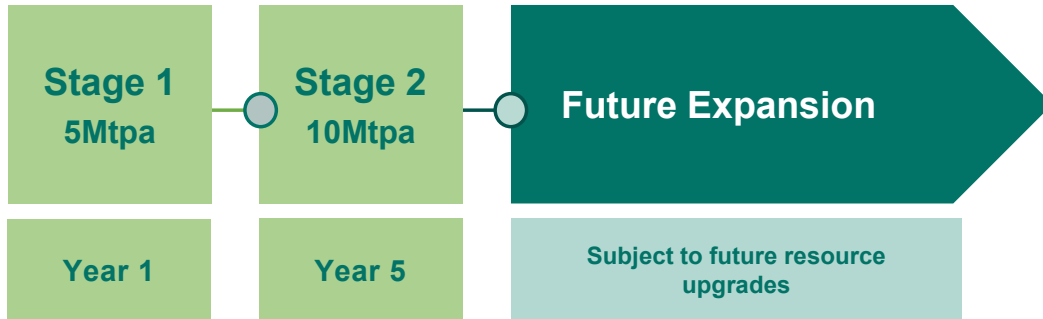 Stage 1
5Mtpa
Stage 2
10Mtpa
Future Expansion
Year 1
Year 5
Subject to future resource
upgrades